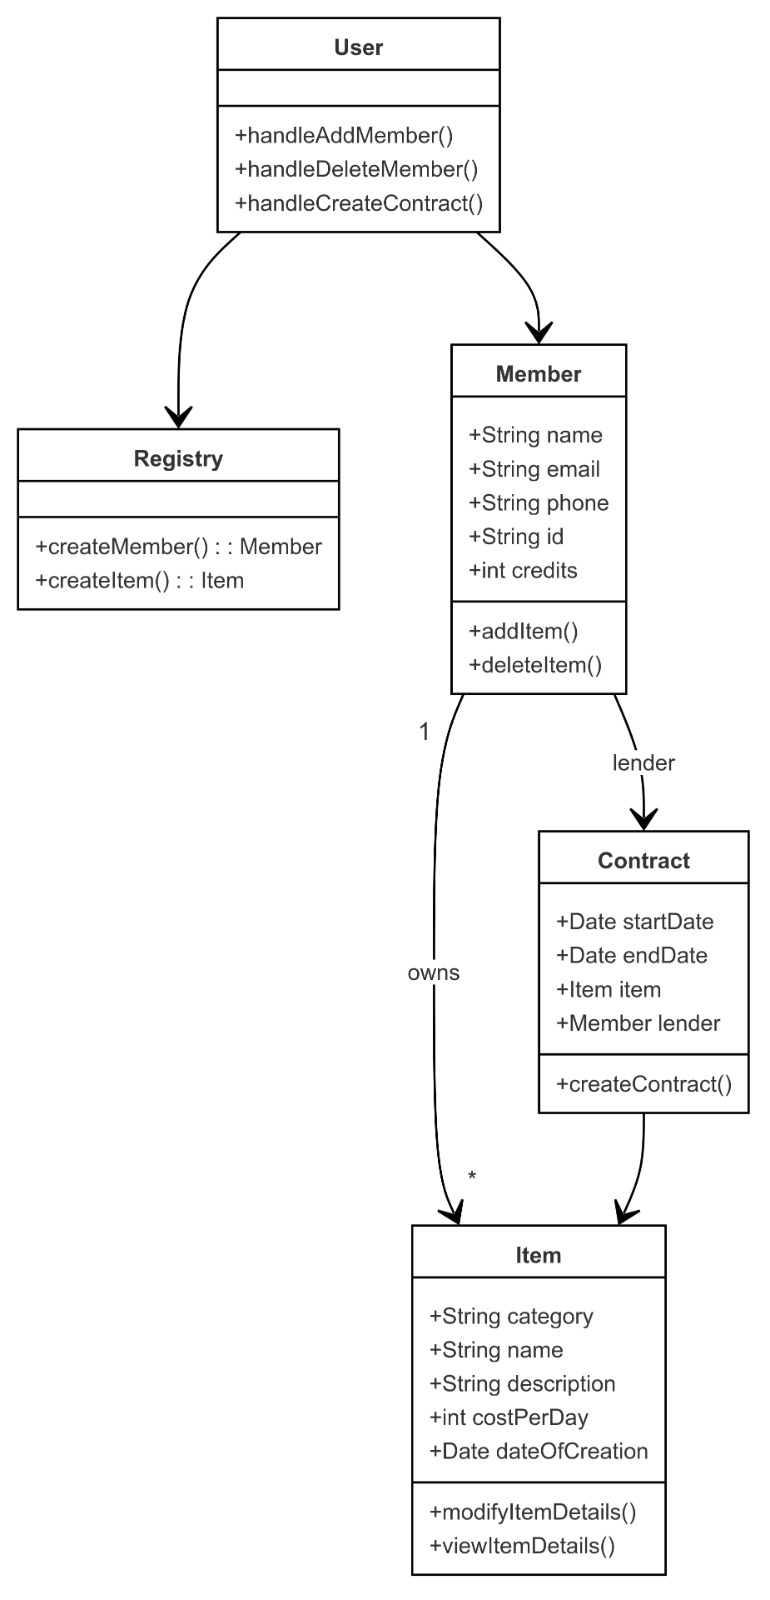 User
+handleAddMember()
+handleDeleteMember()
+handleCreateContract()
Registry
+createMember() : : Member
+createItem() : : Item
Member
+String name
+String email
+String phone
+String id
+int credits
+addItem()
+deleteItem()
1
lender
owns
*
Contract
+Date startDate
+Date endDate
+Item item
+Member lender
+createContract()
Item
+String category
+String name
+String description
+int costPerDay
+Date dateOfCreation
+modifyItemDetails()
+viewItemDetails()